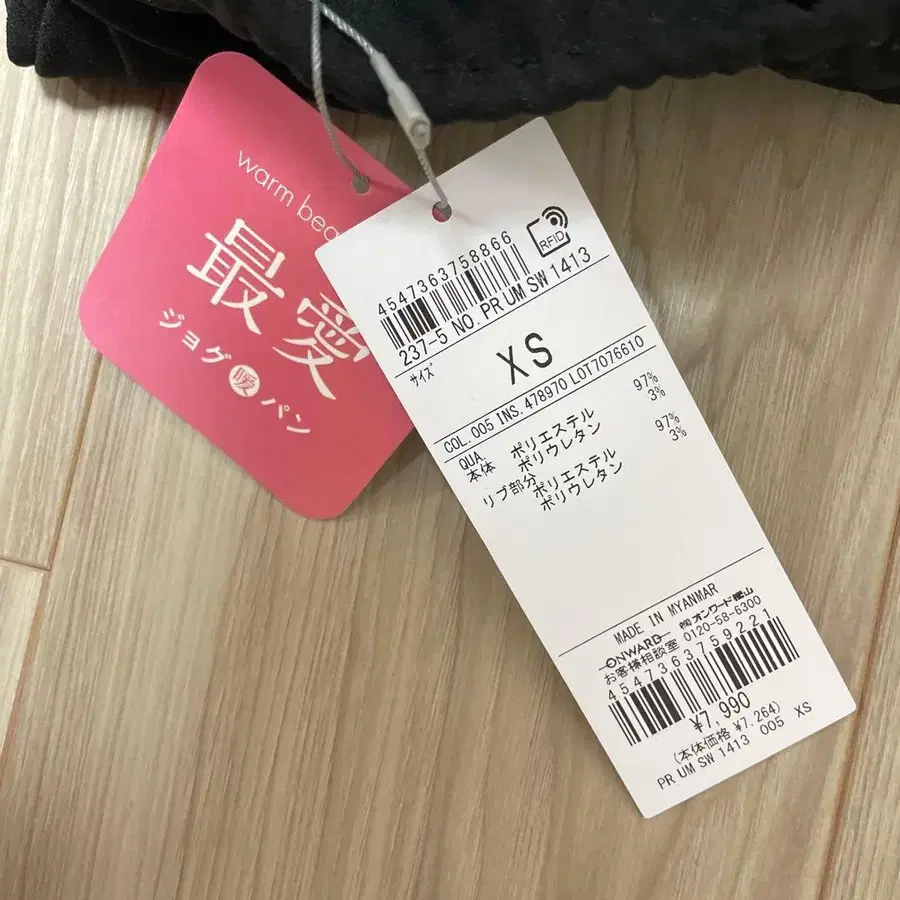 warm
最愛
ジョグ暖パン
RFID
4547363758866
237-5 NO. PR UM SW 1413
サイズ
XS
COL. 005 INS. 478970 LOT7076610
QUA.
本体 ポリエステル 97%
ポリウレタン 3%
リブ部分 ポリエステル 97%
ポリウレタン 3%
MADE IN MYANMAR
ONWARD ㈱オンワード樫山
お客様相談室 0120-58-6300
4547363759221
¥7,990
(本体価格 ¥7,264)
PR UM SW 1413 005 XS